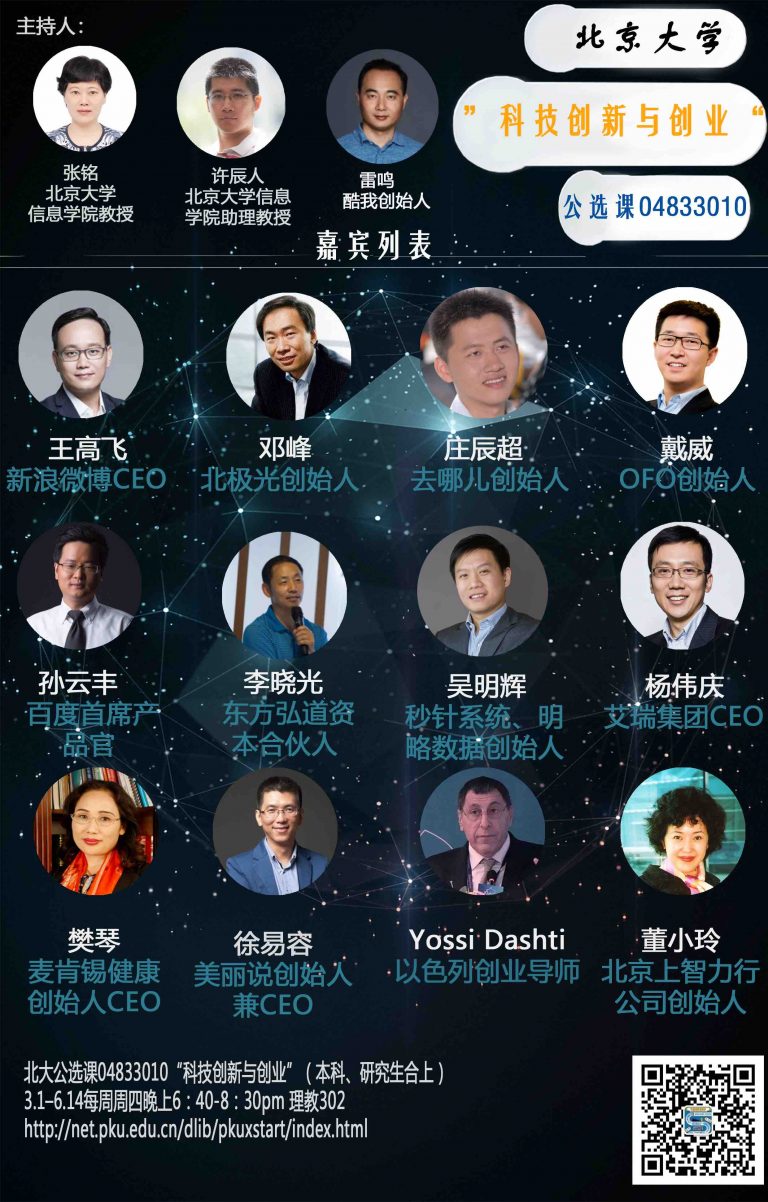 主持人：
张铭
北京大学
信息学院教授
许辰人
北京大学信息
学院助理教授
雷鸣
酷我创始人
北京大学
”科技创新与创业“
公选课04833010
嘉宾列表
王高飞
新浪微博CEO
邓峰
北极光创始人
庄辰超
去哪儿创始人
戴威
OFO创始人
孙云丰
百度首席产
品官
李晓光
东方弘道资
本合伙人
吴明辉
秒针系统、明
略数据创始人
杨伟庆
艾瑞集团CEO
樊琴
麦肯锡健康
创始人CEO
徐易容
美丽说创始人
兼CEO
Yossi Dashti
以色列创业导师
董小玲
北京上智力行
公司创始人
北大公选课04833010“科技创新与创业”（本科、研究生合上）
3.1–6.14每周周四晚上6：40-8：30pm 理教302
http://net.pku.edu.cn/dlib/pkuxstart/index.html